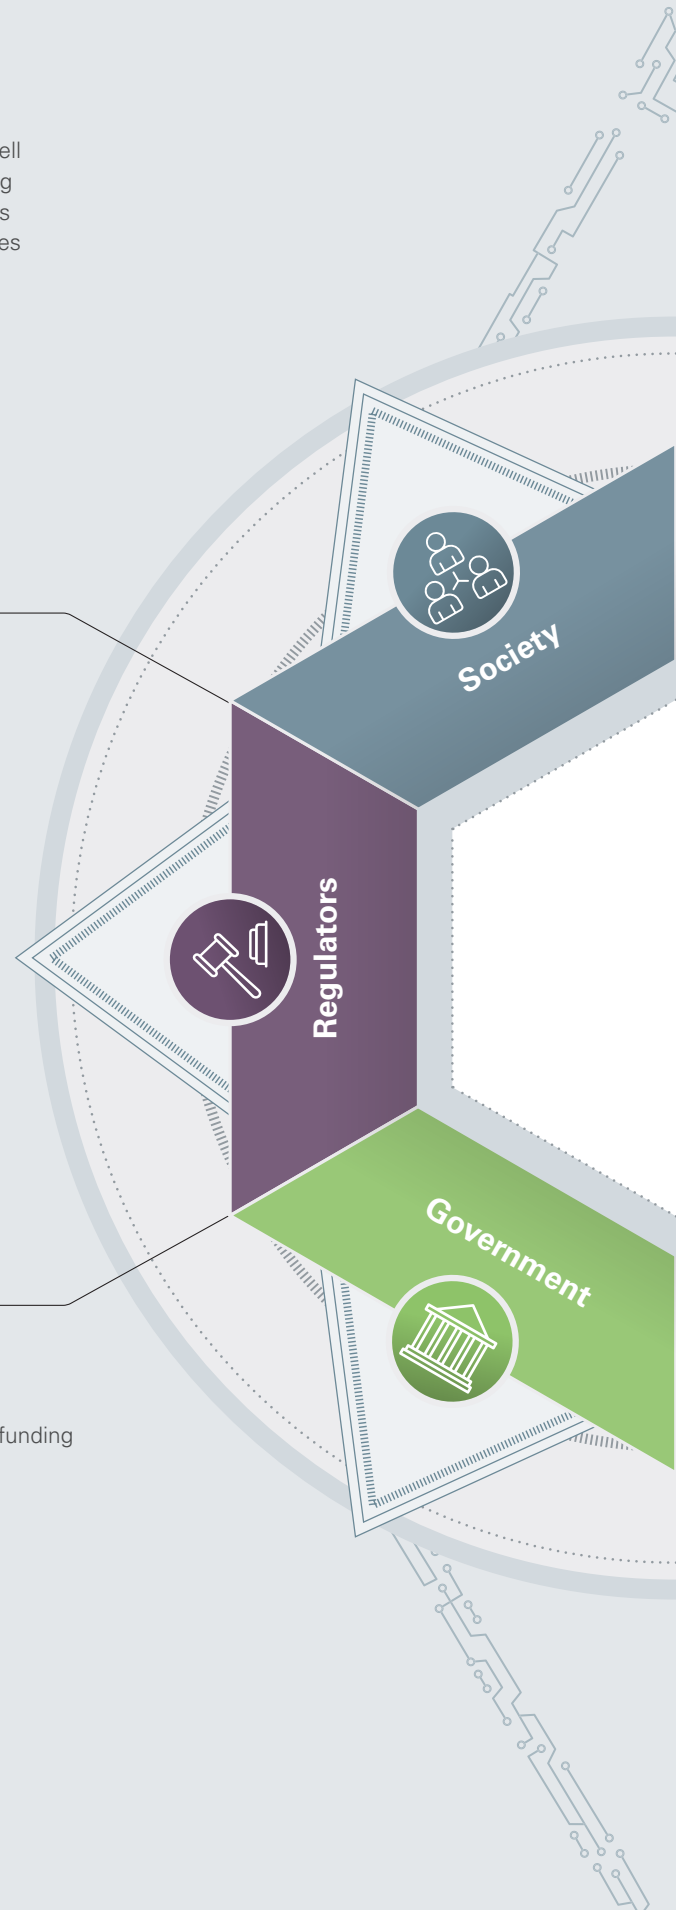 ell
g
s
es
Society
Regulators
Government
funding